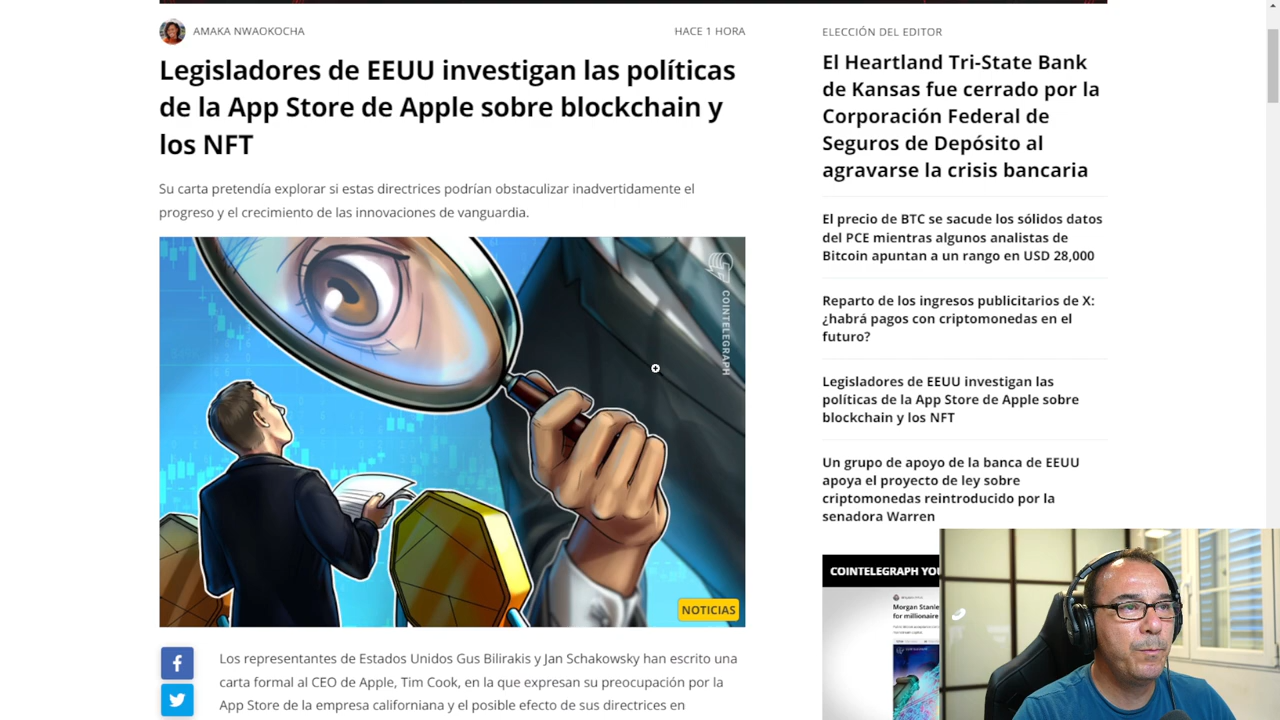 AMAKA NWAOKOCHA
HACE 1 HORA
Legisladores de EEUU investigan las políticas
de la App Store de Apple sobre blockchain y
los NFT
Su carta pretendía explorar si estas directrices podrían obstaculizar inadvertidamente el
progreso y el crecimiento de las innovaciones de vanguardia.
COINTELEGRAPH
NOTICIAS
Los representantes de Estados Unidos Gus Bilirakis y Jan Schakowsky han escrito una
carta formal al CEO de Apple, Tim Cook, en la que expresan su preocupación por la
App Store de la empresa californiana y el posible efecto de sus directrices en
ELECCIÓN DEL EDITOR
El Heartland Tri-State Bank
de Kansas fue cerrado por la
Corporación Federal de
Seguros de Depósito al
agravarse la crisis bancaria
El precio de BTC se sacude los sólidos datos
del PCE mientras algunos analistas de
Bitcoin apuntan a un rango en USD 28,000
Reparto de los ingresos publicitarios de X:
¿habrá pagos con criptomonedas en el
futuro?
Legisladores de EEUU investigan las
políticas de la App Store de Apple sobre
blockchain y los NFT
Un grupo de apoyo de la banca de EEUU
apoya el proyecto de ley sobre
criptomonedas reintroducido por la
senadora Warren
COINTELEGRAPH YOU
Morgan Stanle
for millionaire